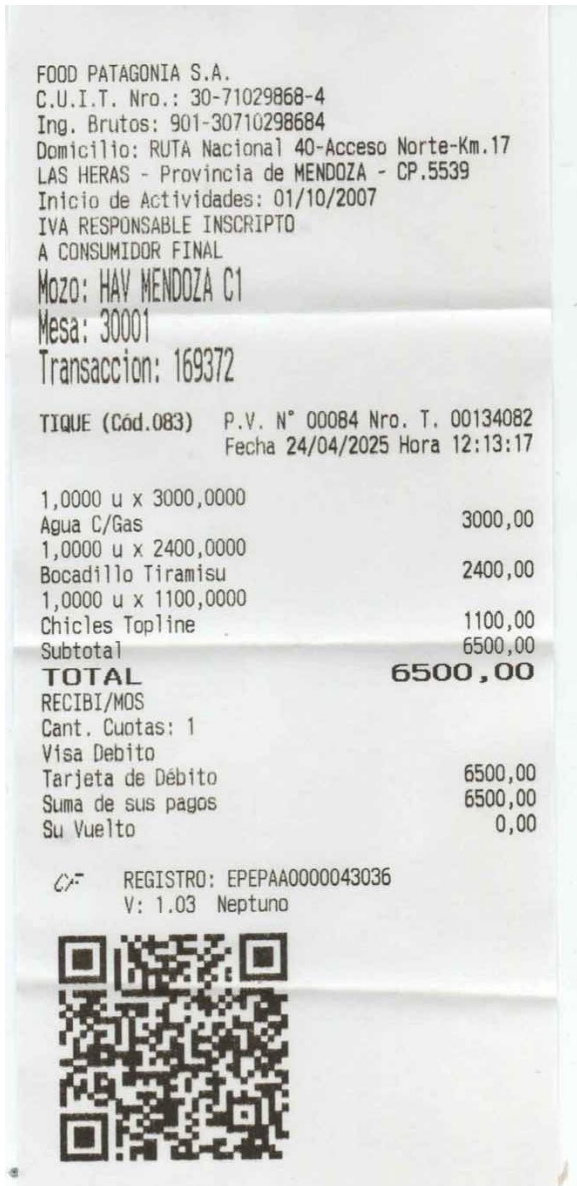 FOOD PATAGONIA S.A.
C.U.I.T. Nro.: 30-71029868-4
Ing. Brutos: 901-30710298684
Domicilio: RUTA Nacional 40-Acceso Norte-Km.17
LAS HERAS - Provincia de MENDOZA - CP.5539
Inicio de Actividades: 01/10/2007
IVA RESPONSABLE INSCRIPTO
A CONSUMIDOR FINAL
Mozo: HAV MENDOZA C1
Mesa: 30001
Transaccion: 169372
TIQUE (Cód.083) P.V. N° 00084 Nro. T. 00134082
Fecha 24/04/2025 Hora 12:13:17
1,0000 u x 3000,0000
Agua C/Gas 3000,00
1,0000 u x 2400,0000
Bocadillo Tiramisu 2400,00
1,0000 u x 1100,0000
Chicles Topline 1100,00
Subtotal 6500,00
TOTAL 6500,00
RECIBI/MOS
Cant. Cuotas: 1
Visa Debito
Tarjeta de Débito 6500,00
Suma de sus pagos 6500,00
Su Vuelto 0,00
CF REGISTRO: EPEPAA0000043036
V: 1.03 Neptuno